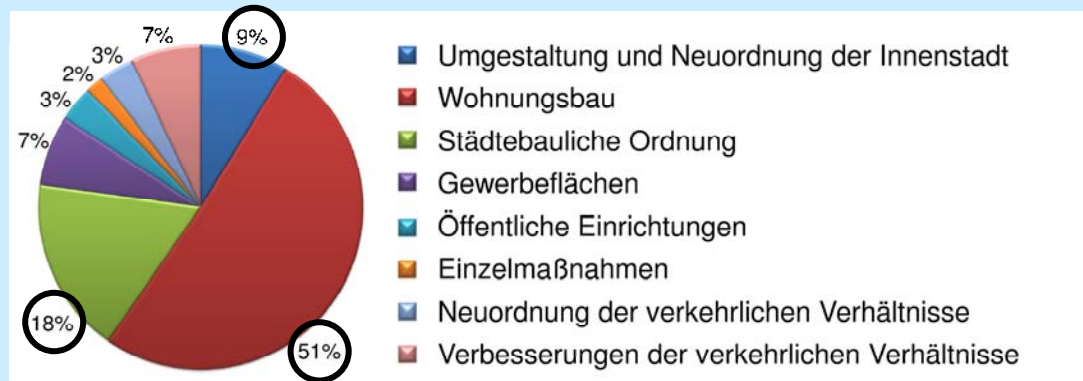 7%
9%
3%
2%
3%
7%
18%
51%
Umgestaltung und Neuordnung der Innenstadt
Wohnungsbau
Städtebauliche Ordnung
Gewerbeflächen
Öffentliche Einrichtungen
Einzelmaßnahmen
Neuordnung der verkehrlichen Verhältnisse
Verbesserungen der verkehrlichen Verhältnisse